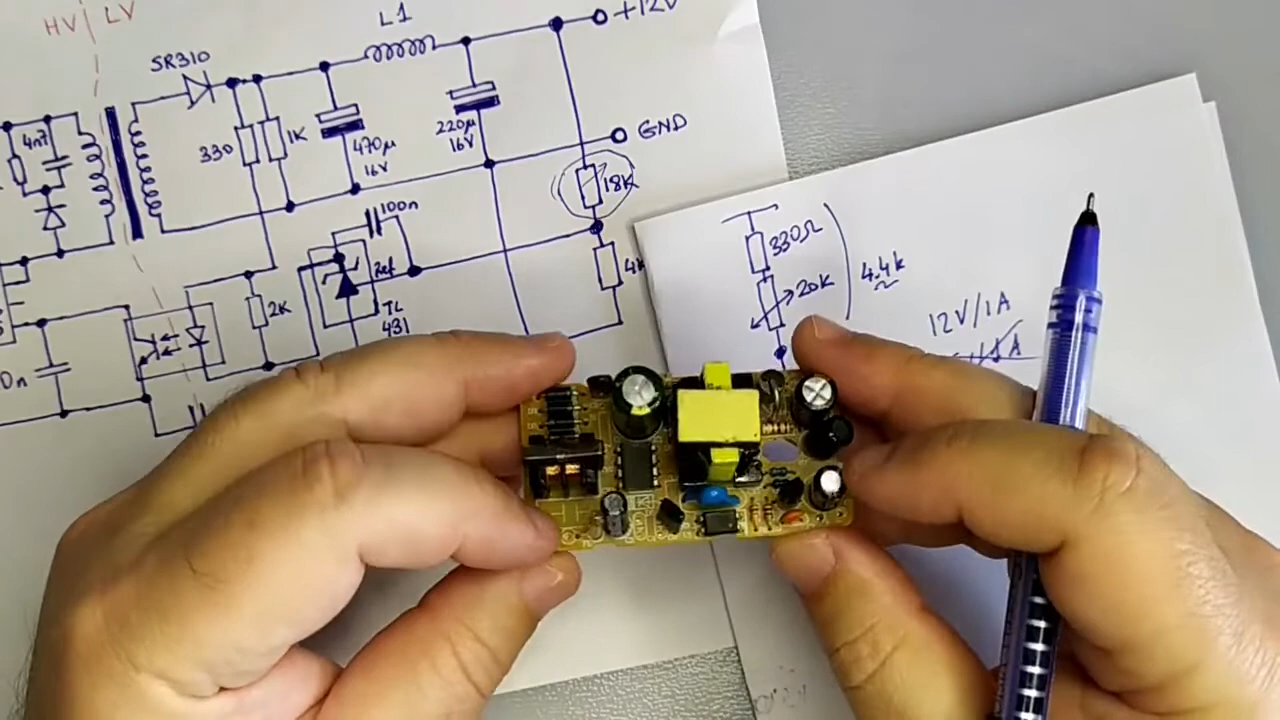 HV | LV
L1
+12V
SR310
4n7
330
1K
470µ
16V
220µ
16V
GND
18K
100n
Ref
TL
431
2K
330Ω
20K
4.4k
12V/1A